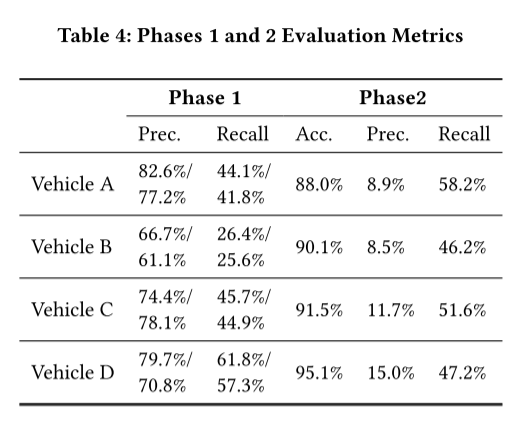 Table 4: Phases 1 and 2 Evaluation Metrics
Phase 1 Phase2
Prec. Recall Acc. Prec. Recall
Vehicle A 82.6%/ 77.2% 44.1%/ 41.8% 88.0% 8.9% 58.2%
Vehicle B 66.7%/ 61.1% 26.4%/ 25.6% 90.1% 8.5% 46.2%
Vehicle C 74.4%/ 78.1% 45.7%/ 44.9% 91.5% 11.7% 51.6%
Vehicle D 79.7%/ 70.8% 61.8%/ 57.3% 95.1% 15.0% 47.2%